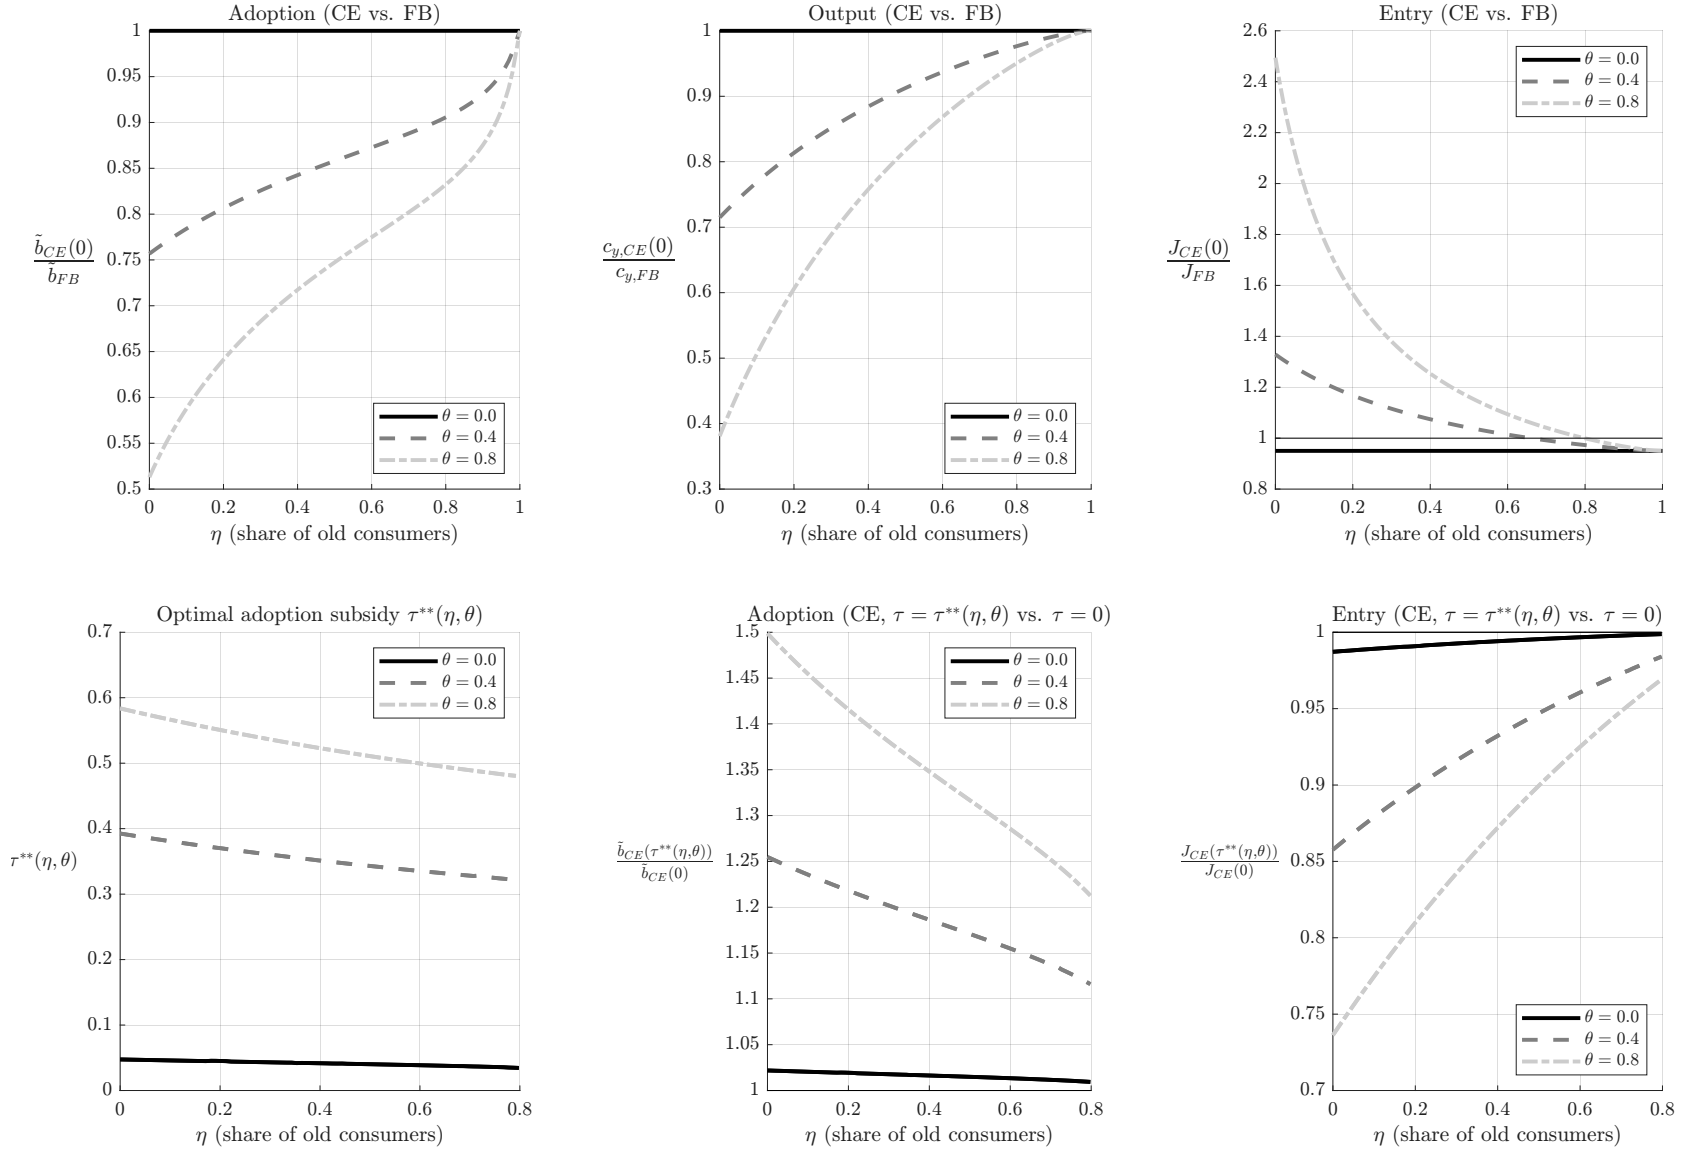 Adoption (CE vs. FB)
1
0.95
0.9
0.85
0.8
0.75
0.7
0.65
0.6
0.55
0.5
b̃_CE(0)
b̃_FB
θ = 0.0
θ = 0.4
θ = 0.8
0 0.2 0.4 0.6 0.8 1
η (share of old consumers)
Output (CE vs. FB)
1
0.9
0.8
0.7
0.6
0.5
0.4
0.3
c_{y,CE}(0)
c_{y,FB}
θ = 0.0
θ = 0.4
θ = 0.8
0 0.2 0.4 0.6 0.8 1
η (share of old consumers)
Entry (CE vs. FB)
2.6
2.4
2.2
2
1.8
1.6
1.4
1.2
1
0.8
J_CE(0)
J_FB
θ = 0.0
θ = 0.4
θ = 0.8
0 0.2 0.4 0.6 0.8 1
η (share of old consumers)
Optimal adoption subsidy τ**(η, θ)
0.7
0.6
0.5
0.4
0.3
0.2
0.1
0
τ**(η, θ)
θ = 0.0
θ = 0.4
θ = 0.8
0 0.2 0.4 0.6 0.8
η (share of old consumers)
Adoption (CE, τ = τ**(η, θ) vs. τ = 0)
1.5
1.45
1.4
1.35
1.3
1.25
1.2
1.15
1.1
1.05
1
b̃_CE(τ**(η,θ))
b̃_CE(0)
θ = 0.0
θ = 0.4
θ = 0.8
0 0.2 0.4 0.6 0.8
η (share of old consumers)
Entry (CE, τ = τ**(η, θ) vs. τ = 0)
1
0.95
0.9
0.85
0.8
0.75
0.7
J_CE(τ**(η,θ))
J_CE(0)
θ = 0.0
θ = 0.4
θ = 0.8
0 0.2 0.4 0.6 0.8
η (share of old consumers)